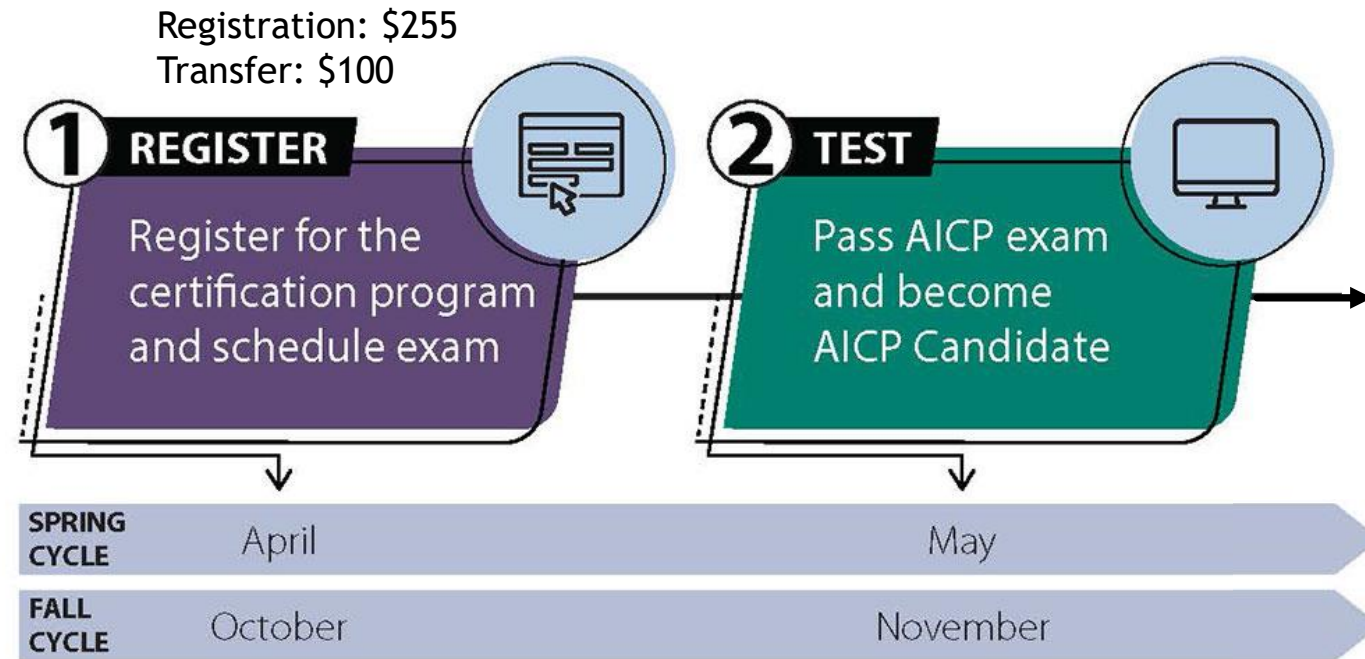 Registration: $255
Transfer: $100
1 REGISTER
Register for the
certification program
and schedule exam
2 TEST
Pass AICP exam
and become
AICP Candidate
SPRING
CYCLE
April
May
FALL
CYCLE
October
November